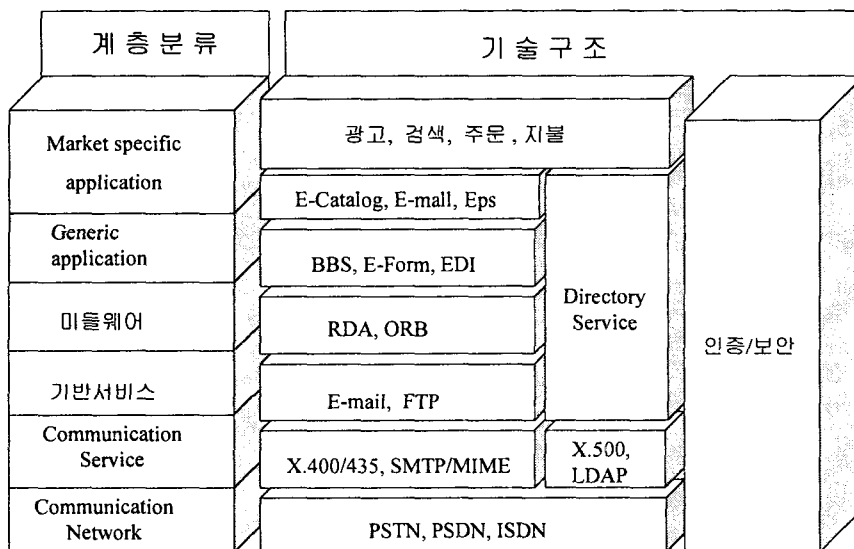 계 층 분 류
기 술 구 조
Market specific
application
Generic
application
미들웨어
기반서비스
Communication
Service
Communication
Network
광고, 검색, 주문 , 지불
E-Catalog, E-mall, Eps
BBS, E-Form, EDI
RDA, ORB
E-mail, FTP
X.400/435, SMTP/MIME
PSTN, PSDN, ISDN
Directory
Service
X.500,
LDAP
인증/보안